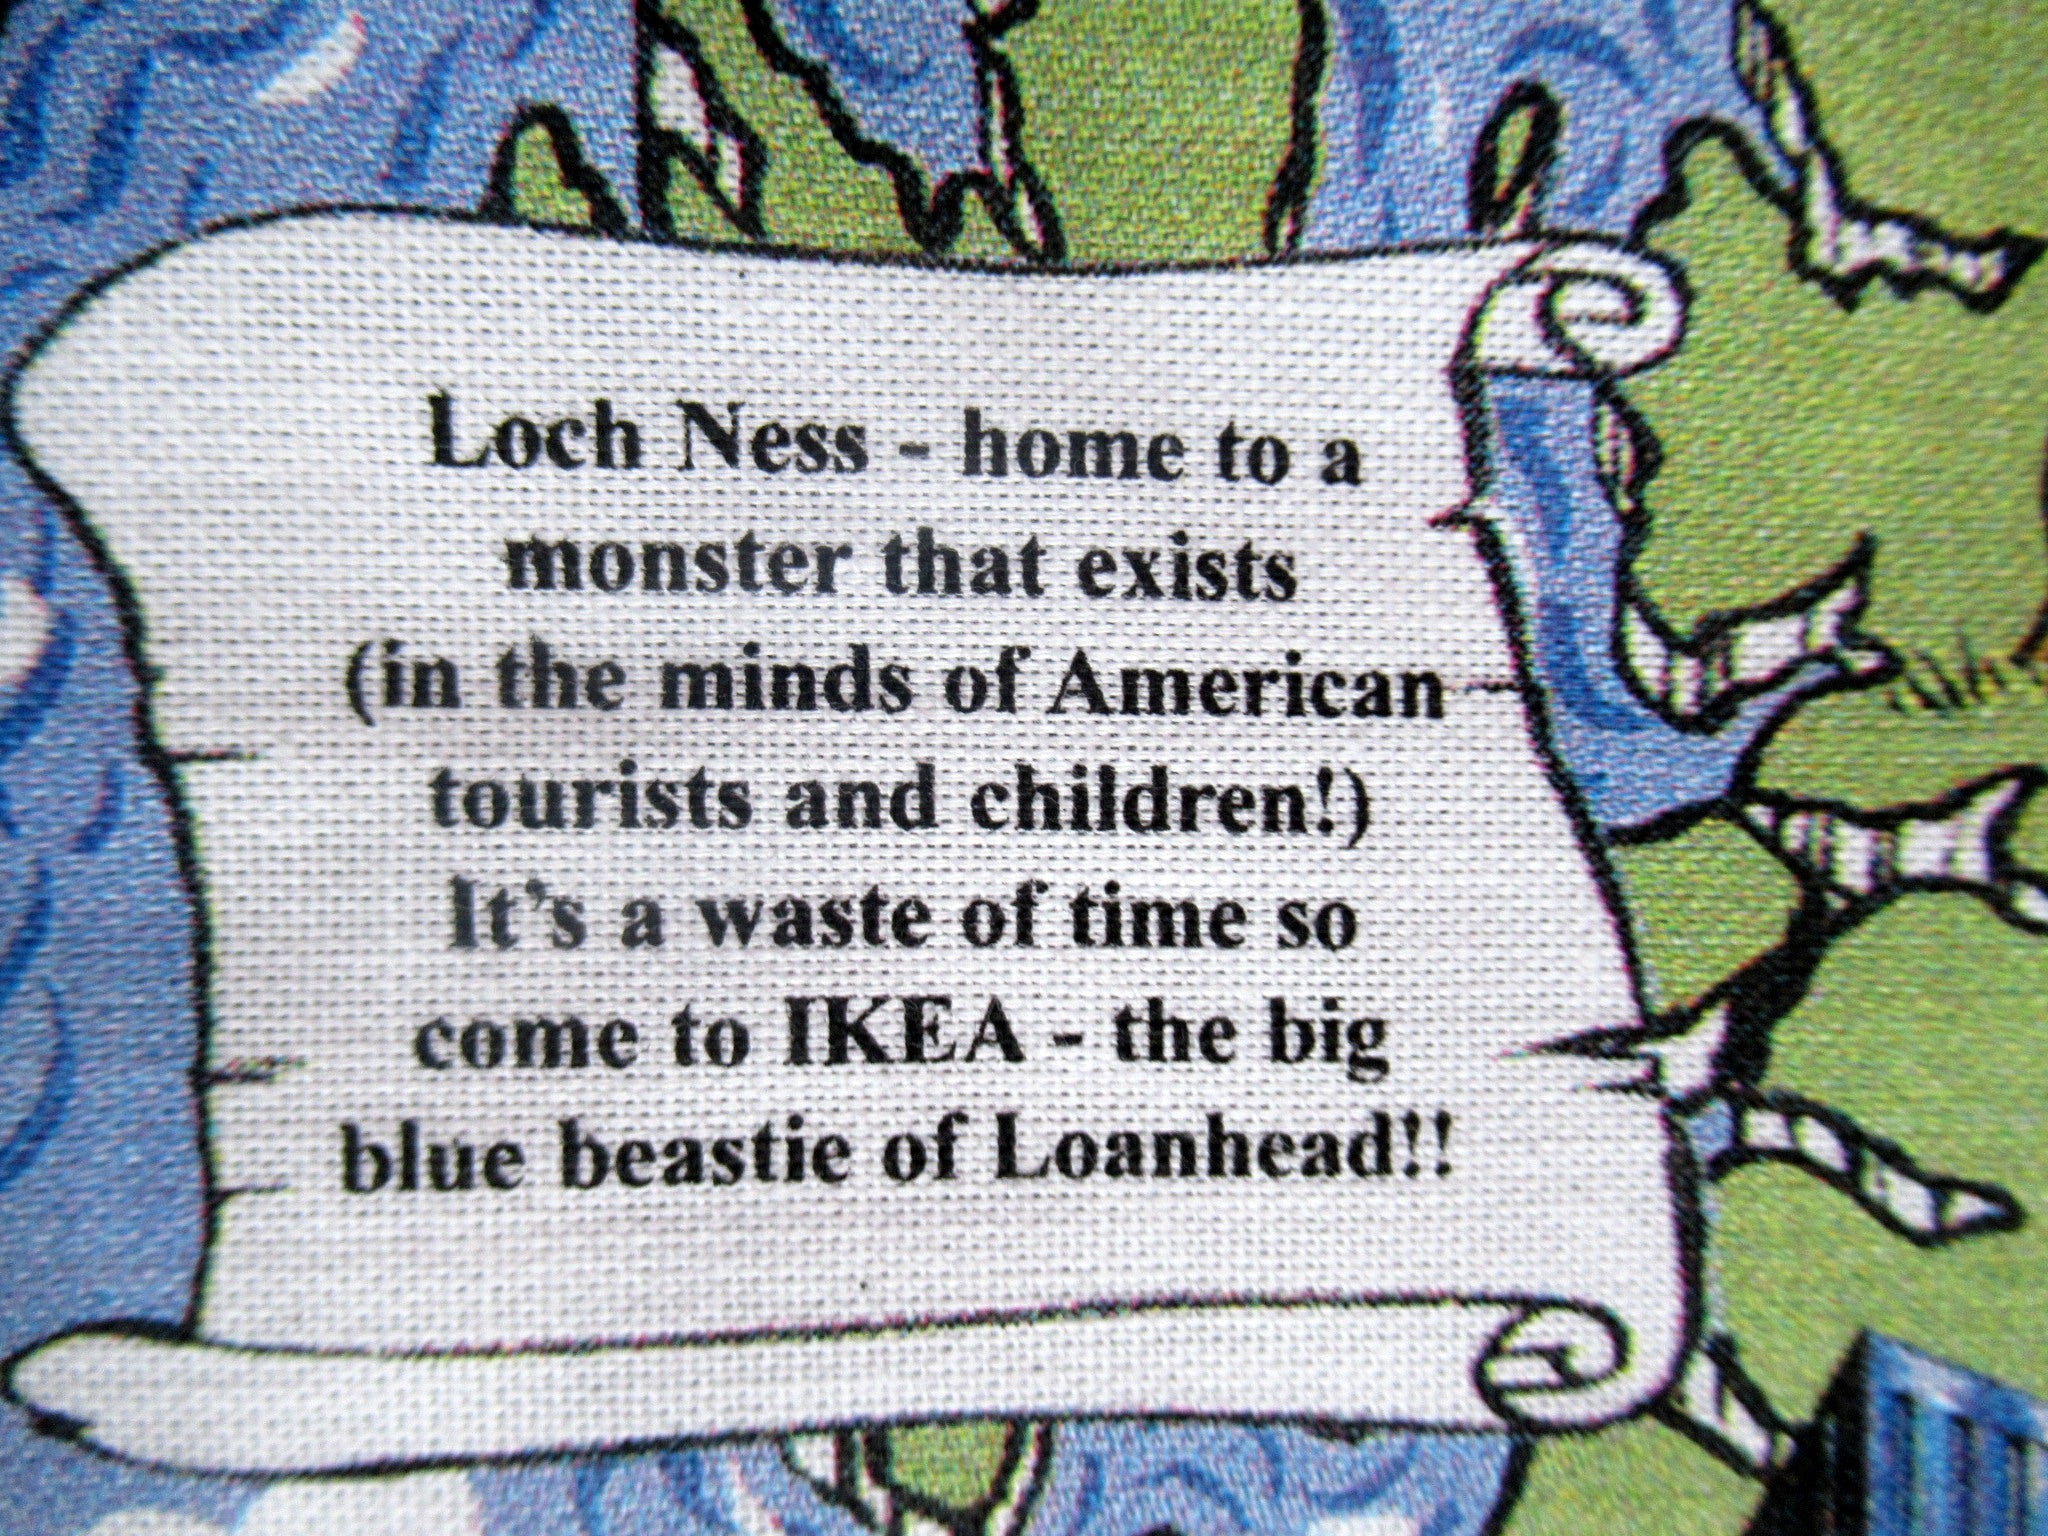 Loch Ness - home to a
monster that exists
(in the minds of American
tourists and children!)
It's a waste of time so
come to IKEA - the big
blue beastie of Loanhead!!